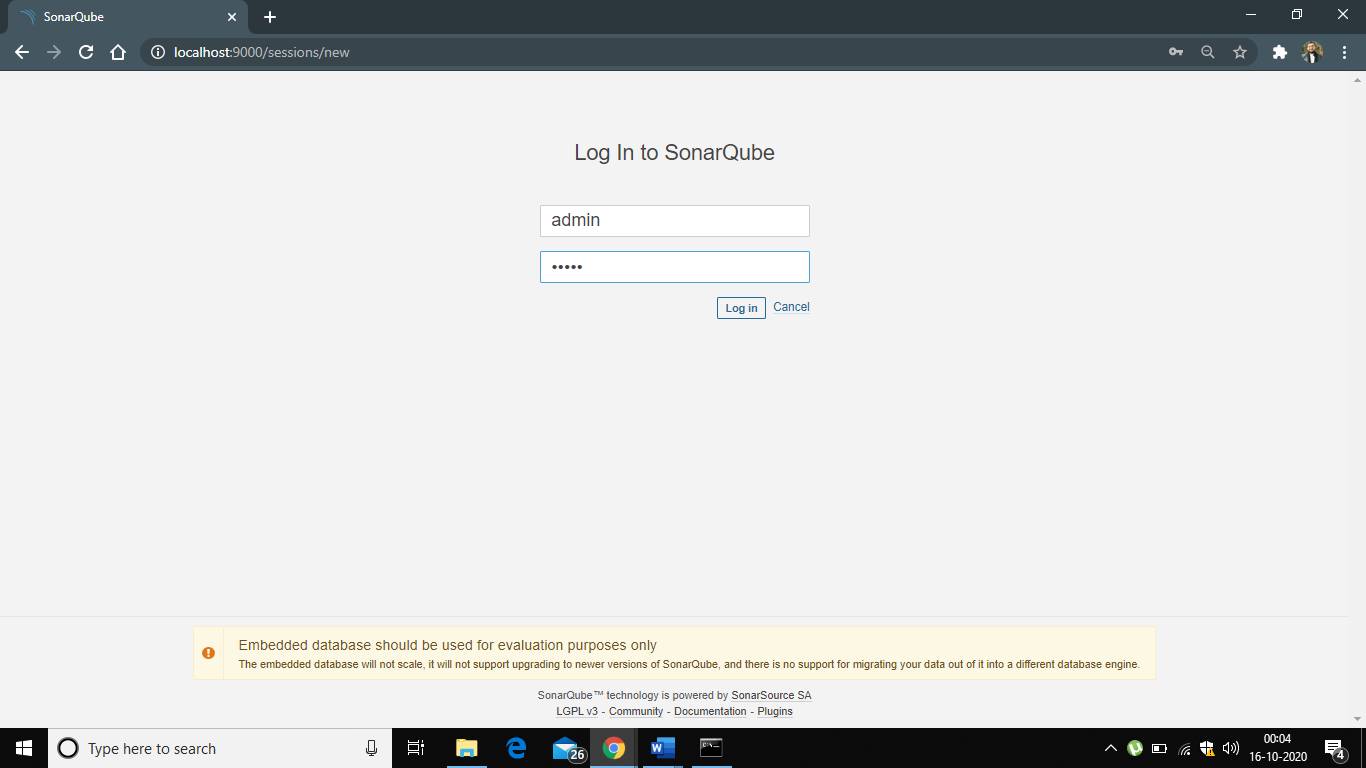 SonarQube
localhost:9000/sessions/new
Log In to SonarQube
admin
•••••
Log in Cancel
Embedded database should be used for evaluation purposes only
The embedded database will not scale, it will not support upgrading to newer versions of SonarQube, and there is no support for migrating your data out of it into a different database engine.
SonarQube™ technology is powered by SonarSource SA
LGPL v3 - Community - Documentation - Plugins
Type here to search
26
00:04
16-10-2020
4